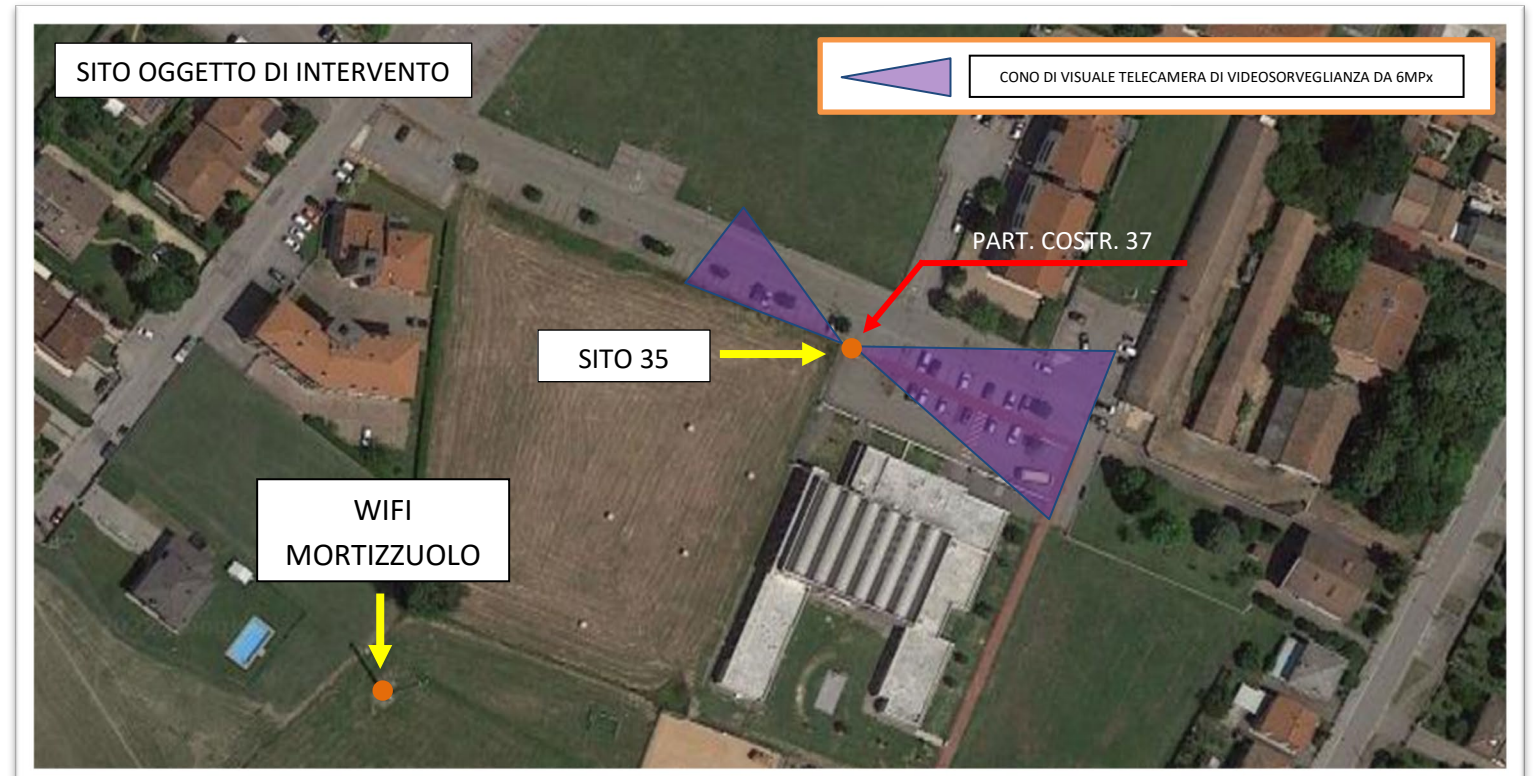 SITO OGGETTO DI INTERVENTO
CONO DI VISUALE TELECAMERA DI VIDEOSORVEGLIANZA DA 6MPx
PART. COSTR. 37
SITO 35
WIFI
MORTIZZUOLO